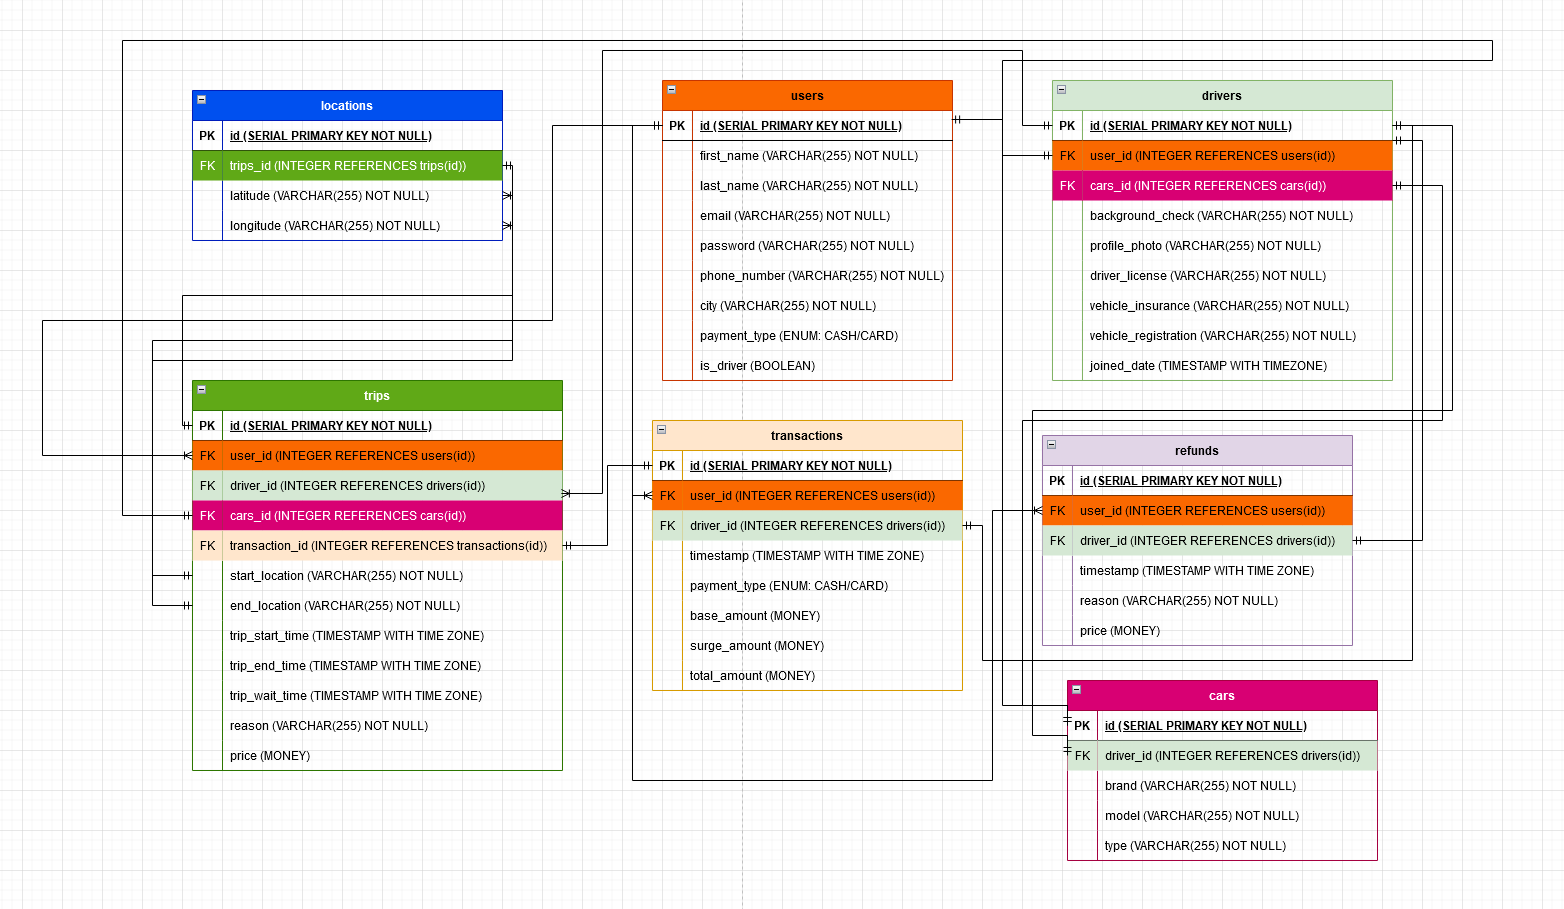 locations
PK id (SERIAL PRIMARY KEY NOT NULL)
FK trips_id (INTEGER REFERENCES trips(id))
latitude (VARCHAR(255) NOT NULL)
longitude (VARCHAR(255) NOT NULL)
users
PK id (SERIAL PRIMARY KEY NOT NULL)
first_name (VARCHAR(255) NOT NULL)
last_name (VARCHAR(255) NOT NULL)
email (VARCHAR(255) NOT NULL)
password (VARCHAR(255) NOT NULL)
phone_number (VARCHAR(255) NOT NULL)
city (VARCHAR(255) NOT NULL)
payment_type (ENUM: CASH/CARD)
is_driver (BOOLEAN)
drivers
PK id (SERIAL PRIMARY KEY NOT NULL)
FK user_id (INTEGER REFERENCES users(id))
FK cars_id (INTEGER REFERENCES cars(id))
background_check (VARCHAR(255) NOT NULL)
profile_photo (VARCHAR(255) NOT NULL)
driver_license (VARCHAR(255) NOT NULL)
vehicle_insurance (VARCHAR(255) NOT NULL)
vehicle_registration (VARCHAR(255) NOT NULL)
joined_date (TIMESTAMP WITH TIMEZONE)
trips
PK id (SERIAL PRIMARY KEY NOT NULL)
FK user_id (INTEGER REFERENCES users(id))
FK driver_id (INTEGER REFERENCES drivers(id))
FK cars_id (INTEGER REFERENCES cars(id))
FK transaction_id (INTEGER REFERENCES transactions(id))
start_location (VARCHAR(255) NOT NULL)
end_location (VARCHAR(255) NOT NULL)
trip_start_time (TIMESTAMP WITH TIME ZONE)
trip_end_time (TIMESTAMP WITH TIME ZONE)
trip_wait_time (TIMESTAMP WITH TIME ZONE)
reason (VARCHAR(255) NOT NULL)
price (MONEY)
transactions
PK id (SERIAL PRIMARY KEY NOT NULL)
FK user_id (INTEGER REFERENCES users(id))
FK driver_id (INTEGER REFERENCES drivers(id))
timestamp (TIMESTAMP WITH TIME ZONE)
payment_type (ENUM: CASH/CARD)
base_amount (MONEY)
surge_amount (MONEY)
total_amount (MONEY)
refunds
PK id (SERIAL PRIMARY KEY NOT NULL)
FK user_id (INTEGER REFERENCES users(id))
FK driver_id (INTEGER REFERENCES drivers(id))
timestamp (TIMESTAMP WITH TIME ZONE)
reason (VARCHAR(255) NOT NULL)
price (MONEY)
cars
PK id (SERIAL PRIMARY KEY NOT NULL)
FK driver_id (INTEGER REFERENCES drivers(id))
brand (VARCHAR(255) NOT NULL)
model (VARCHAR(255) NOT NULL)
type (VARCHAR(255) NOT NULL)